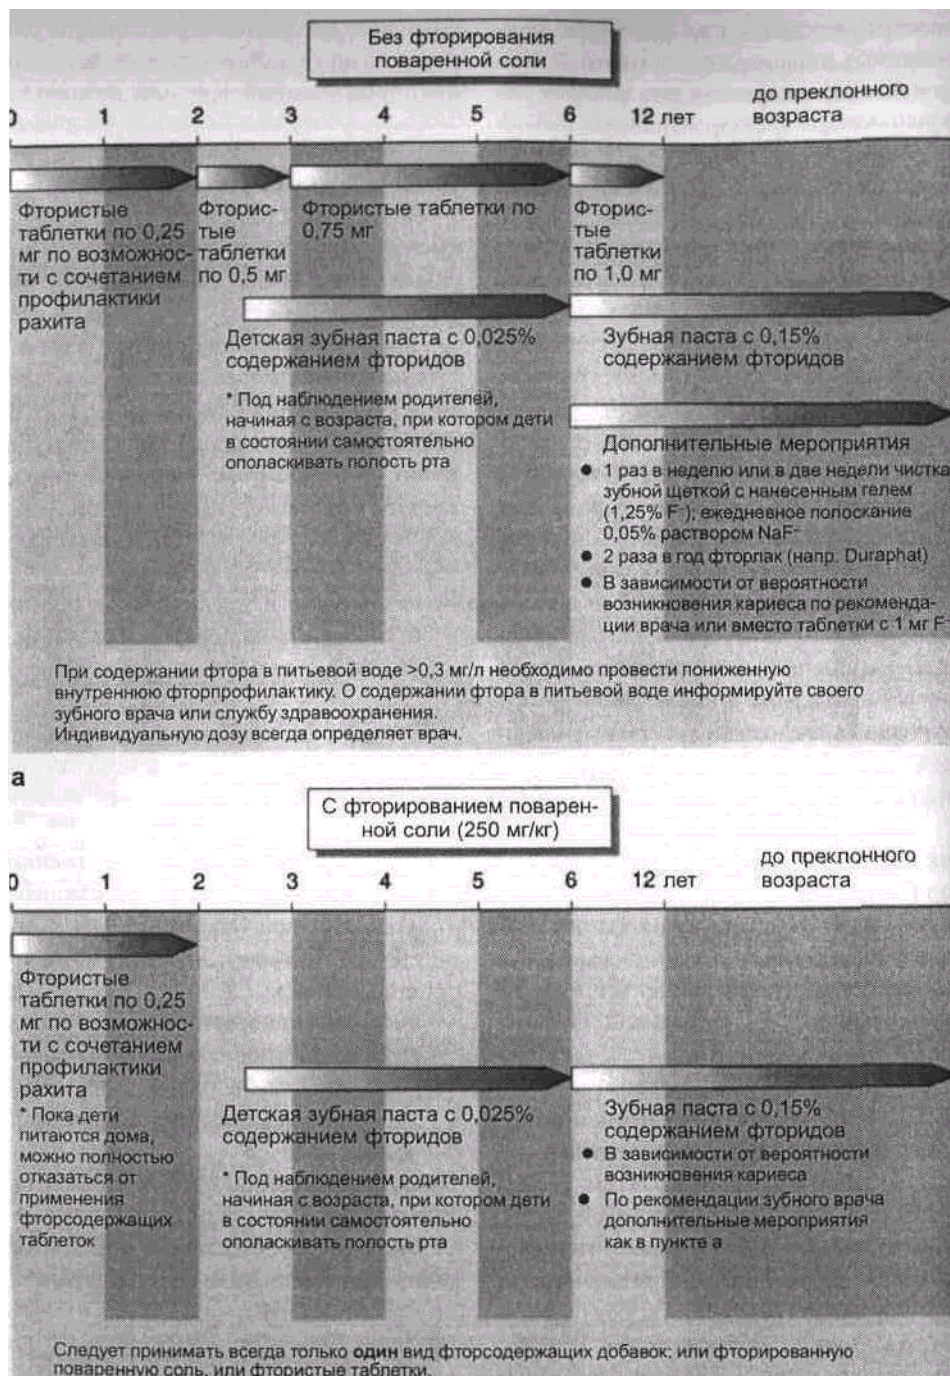 Без фторирования
поваренной соли
до преклонного
возраста
0 1 2 3 4 5 6 12 лет
Фтористые
таблетки по 0,25
мг по возможнос-
ти с сочетанием
профилактики
рахита
Фторис-
тые
таблетки
по 0,5 мг
Фтористые таблетки по
0,75 мг
Фторис-
тые
таблетки
по 1,0 мг
Детская зубная паста с 0,025%
содержанием фторидов
* Под наблюдением родителей,
начиная с возраста, при котором дети
в состоянии самостоятельно
ополаскивать полость рта
Зубная паста с 0,15%
содержанием фторидов
Дополнительные мероприятия
● 1 раз в неделю или в две недели чистка
зубной щеткой с нанесенным гелем
(1,25% F⁻); ежедневное полоскание
0,05% раствором NaF⁻
● 2 раза в год фторлак (напр. Duraphat)
● В зависимости от вероятности
возникновения кариеса по рекоменда-
ции врача или вместо таблетки с 1 мг F⁻
При содержании фтора в питьевой воде >0,3 мг/л необходимо провести пониженную
внутреннюю фторпрофилактику. О содержании фтора в питьевой воде информируйте своего
зубного врача или службу здравоохранения.
Индивидуальную дозу всегда определяет врач.
а
С фторированием поварен-
ной соли (250 мг/кг)
до преклонного
возраста
0 1 2 3 4 5 6 12 лет
Фтористые
таблетки по 0,25
мг по возможнос-
ти с сочетанием
профилактики
рахита
* Пока дети
питаются дома,
можно полностью
отказаться от
применения
фторсодержащих
таблеток
Детская зубная паста с 0,025%
содержанием фторидов
* Под наблюдением родителей,
начиная с возраста, при котором дети
в состоянии самостоятельно
ополаскивать полость рта
Зубная паста с 0,15%
содержанием фторидов
● В зависимости от вероятности
возникновения кариеса
● По рекомендации зубного врача
дополнительные мероприятия
как в пункте а
Следует принимать всегда только один вид фторсодержащих добавок: или фторированную
поваренную соль, или фтористые таблетки.